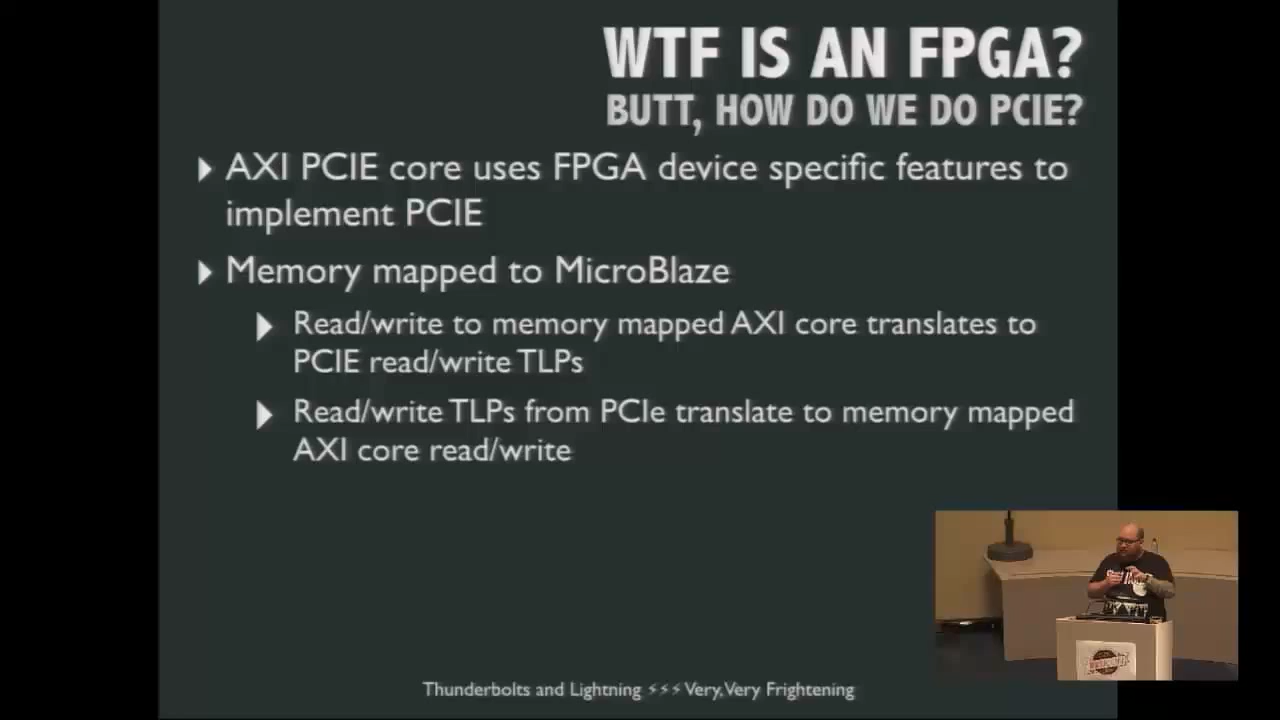 WTF IS AN FPGA?
BUTT, HOW DO WE DO PCIE?
AXI PCIE core uses FPGA device specific features to
implement PCIE
Memory mapped to MicroBlaze
Read/write to memory mapped AXI core translates to
PCIE read/write TLPs
Read/write TLPs from PCIe translate to memory mapped
AXI core read/write
Thunderbolts and Lightning ⚡⚡⚡ Very, Very Frightening